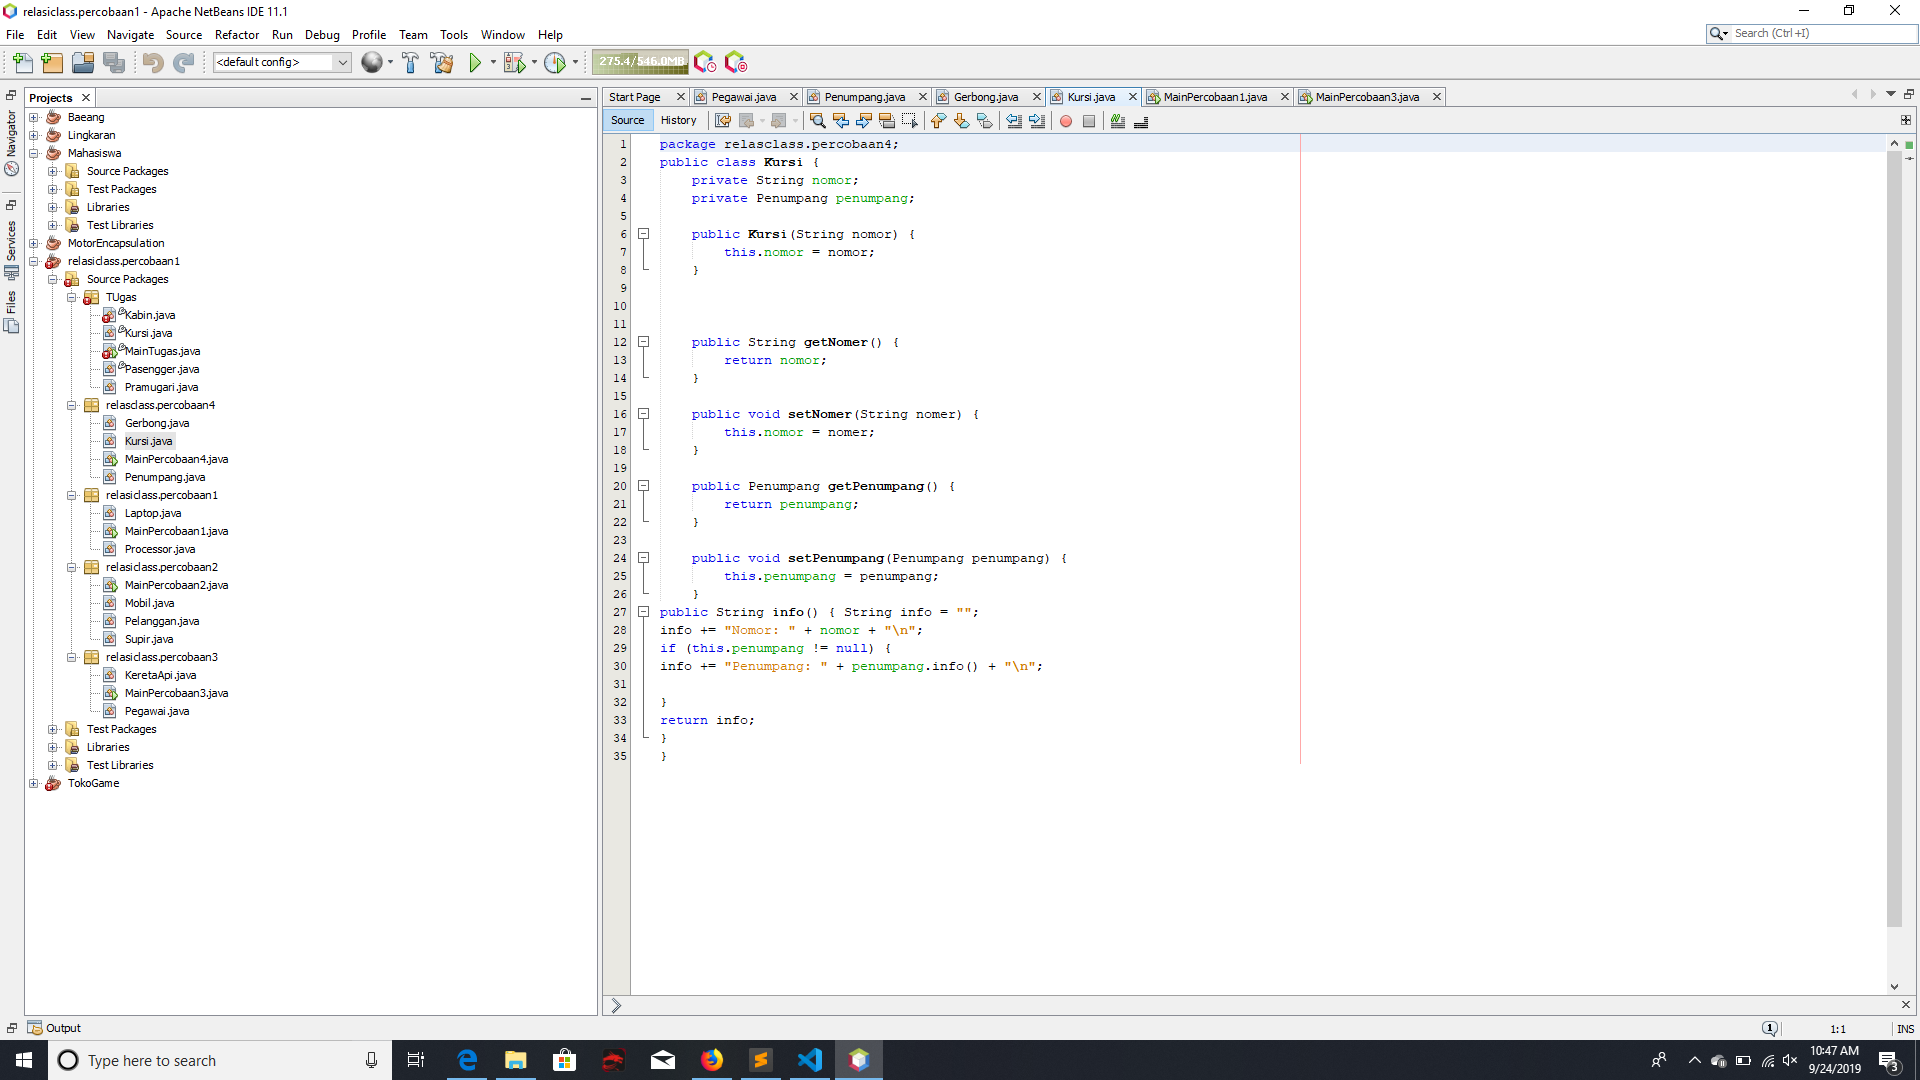 relasiclass.percobaan1 - Apache NetBeans IDE 11.1
File Edit View Navigate Source Refactor Run Debug Profile Team Tools Window Help
Search (Ctrl+I)
<default config>
275.4/546.0MB
Projects
Navigator
Services
Files
Baeang
Lingkaran
Mahasiswa
Source Packages
Test Packages
Libraries
Test Libraries
MotorEncapsulation
relasiclass.percobaan1
Source Packages
TUgas
Kabin.java
Kursi.java
MainTugas.java
Pasengger.java
Pramugari.java
relasclass.percobaan4
Gerbong.java
Kursi.java
MainPercobaan4.java
Penumpang.java
relasiclass.percobaan1
Laptop.java
MainPercobaan1.java
Processor.java
relasiclass.percobaan2
MainPercobaan2.java
Mobil.java
Pelanggan.java
Supir.java
relasiclass.percobaan3
KeretaApi.java
MainPercobaan3.java
Pegawai.java
Test Packages
Libraries
Test Libraries
TokoGame
Start Page Pegawai.java Penumpang.java Gerbong.java Kursi.java MainPercobaan1.java MainPercobaan3.java
Source History
1 package relasclass.percobaan4;
2 public class Kursi {
3 private String nomor;
4 private Penumpang penumpang;
5
6 public Kursi(String nomor) {
7 this.nomor = nomor;
8 }
9
10
11
12 public String getNomer() {
13 return nomor;
14 }
15
16 public void setNomer(String nomer) {
17 this.nomor = nomer;
18 }
19
20 public Penumpang getPenumpang() {
21 return penumpang;
22 }
23
24 public void setPenumpang(Penumpang penumpang) {
25 this.penumpang = penumpang;
26 }
27 public String info() { String info = "";
28 info += "Nomor: " + nomor + "\n";
29 if (this.penumpang != null) {
30 info += "Penumpang: " + penumpang.info() + "\n";
31
32 }
33 return info;
34 }
35 }
Output
1
1:1
INS
Type here to search
10:47 AM
9/24/2019
3